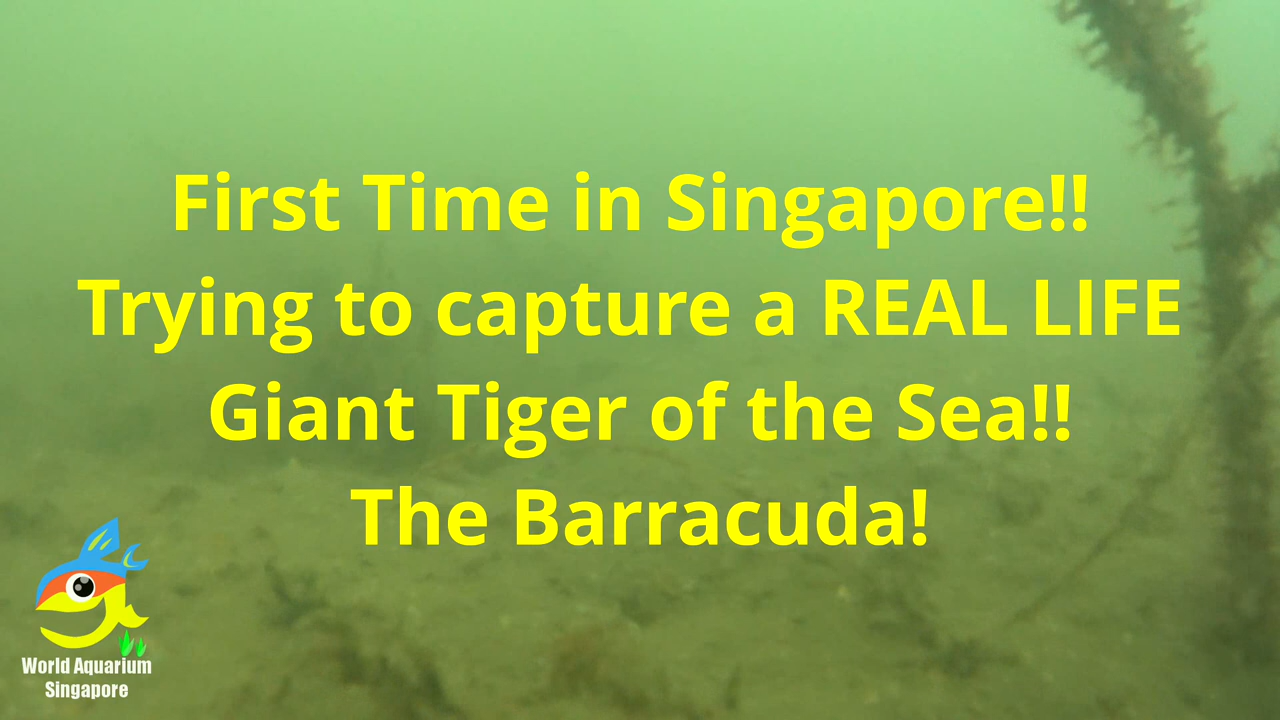 First Time in Singapore!!
Trying to capture a REAL LIFE
Giant Tiger of the Sea!!
The Barracuda!
World Aquarium
Singapore